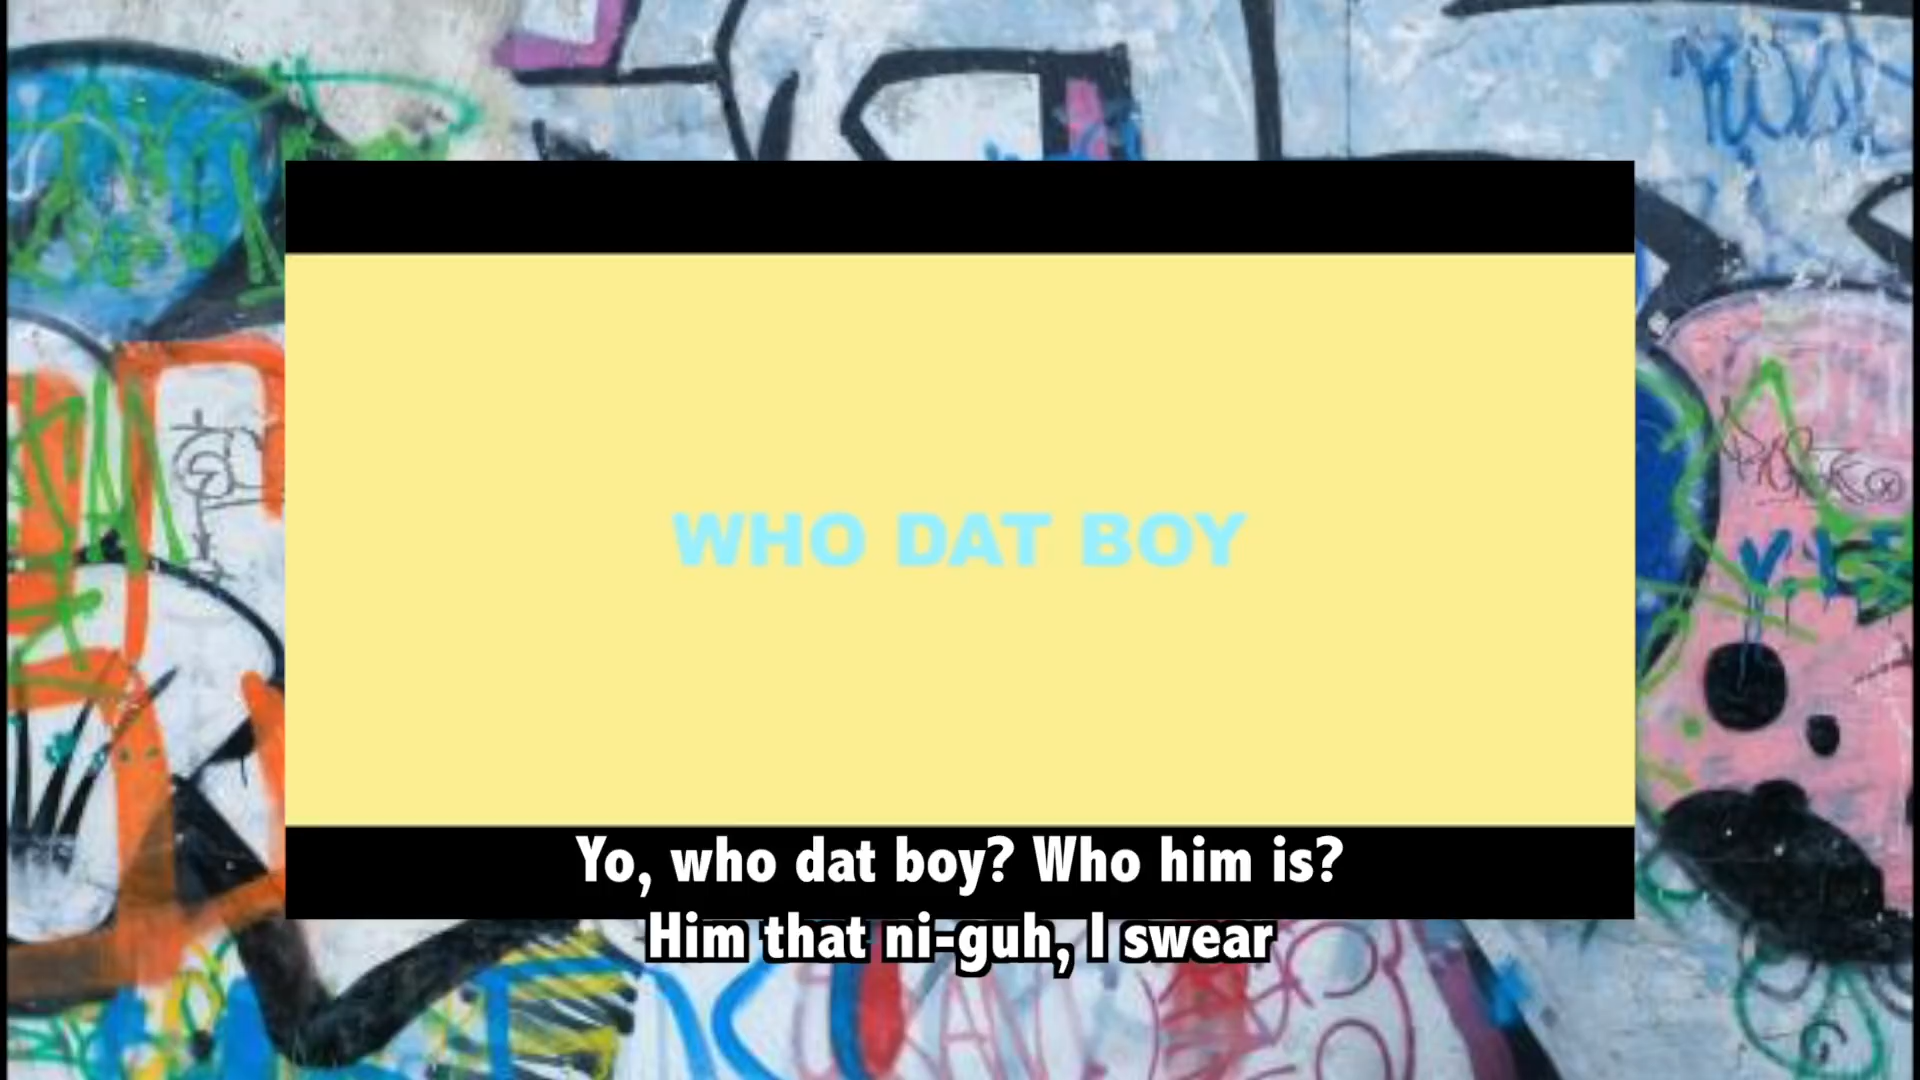 WHO DAT BOY
Yo, who dat boy? Who him is?
Him that ni-guh, I swear